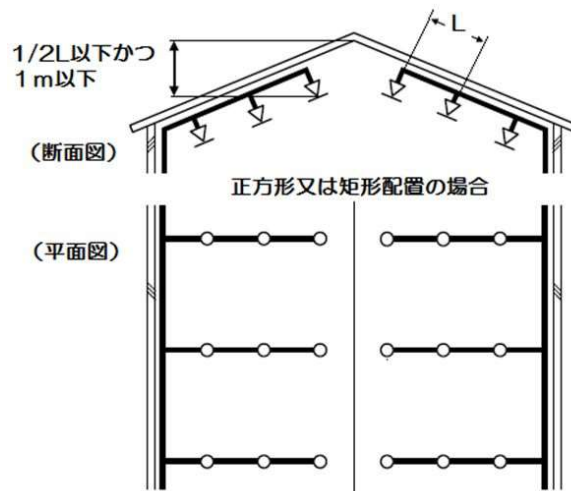 1/2L以下かつ
1m以下
L
(断面図)
正方形又は矩形配置の場合
(平面図)